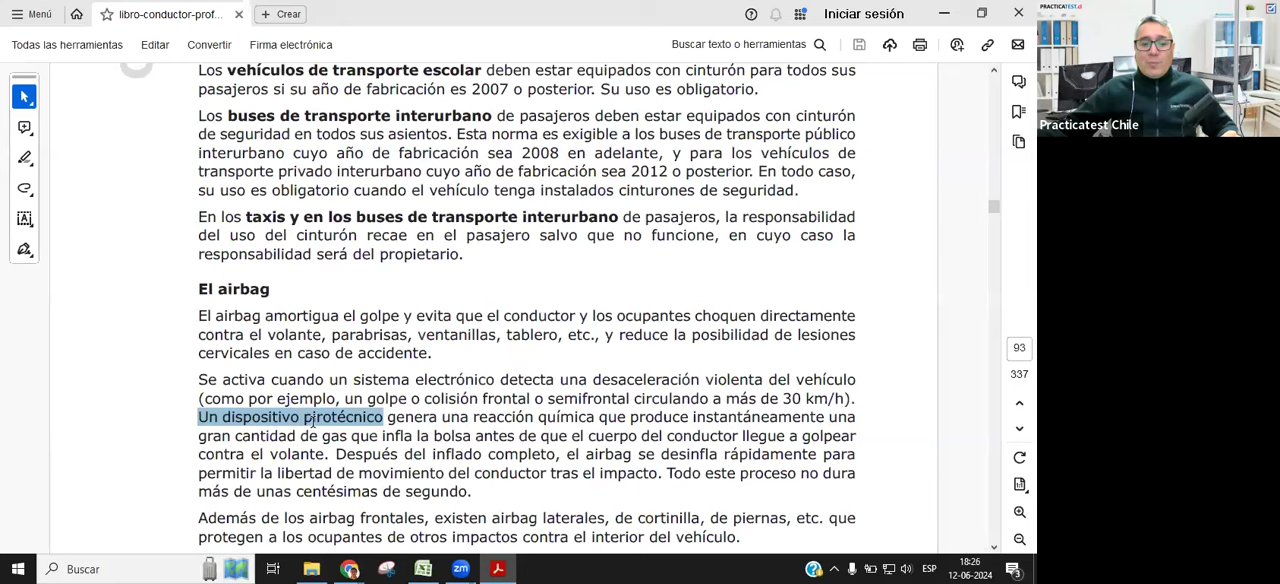 Menú
libro-conductor-prof...
Crear
Iniciar sesión
Todas las herramientas
Editar
Convertir
Firma electrónica
Buscar texto o herramientas
Los vehículos de transporte escolar deben estar equipados con cinturón para todos sus
pasajeros si su año de fabricación es 2007 o posterior. Su uso es obligatorio.
Los buses de transporte interurbano de pasajeros deben estar equipados con cinturón
de seguridad en todos sus asientos. Esta norma es exigible a los buses de transporte público
interurbano cuyo año de fabricación sea 2008 en adelante, y para los vehículos de
transporte privado interurbano cuyo año de fabricación sea 2012 o posterior. En todo caso,
su uso es obligatorio cuando el vehículo tenga instalados cinturones de seguridad.
En los taxis y en los buses de transporte interurbano de pasajeros, la responsabilidad
del uso del cinturón recae en el pasajero salvo que no funcione, en cuyo caso la
responsabilidad será del propietario.
El airbag
El airbag amortigua el golpe y evita que el conductor y los ocupantes choquen directamente
contra el volante, parabrisas, ventanillas, tablero, etc., y reduce la posibilidad de lesiones
cervicales en caso de accidente.
Se activa cuando un sistema electrónico detecta una desaceleración violenta del vehículo
(como por ejemplo, un golpe o colisión frontal o semifrontal circulando a más de 30 km/h).
Un dispositivo pirotécnico genera una reacción química que produce instantáneamente una
gran cantidad de gas que infla la bolsa antes de que el cuerpo del conductor llegue a golpear
contra el volante. Después del inflado completo, el airbag se desinfla rápidamente para
permitir la libertad de movimiento del conductor tras el impacto. Todo este proceso no dura
más de unas centésimas de segundo.
Además de los airbag frontales, existen airbag laterales, de cortinilla, de piernas, etc. que
protegen a los ocupantes de otros impactos contra el interior del vehículo.
93
337
PRACTICATEST.cl
Practicatest Chile
Buscar
zm
ESP
18:26
12-06-2024
3